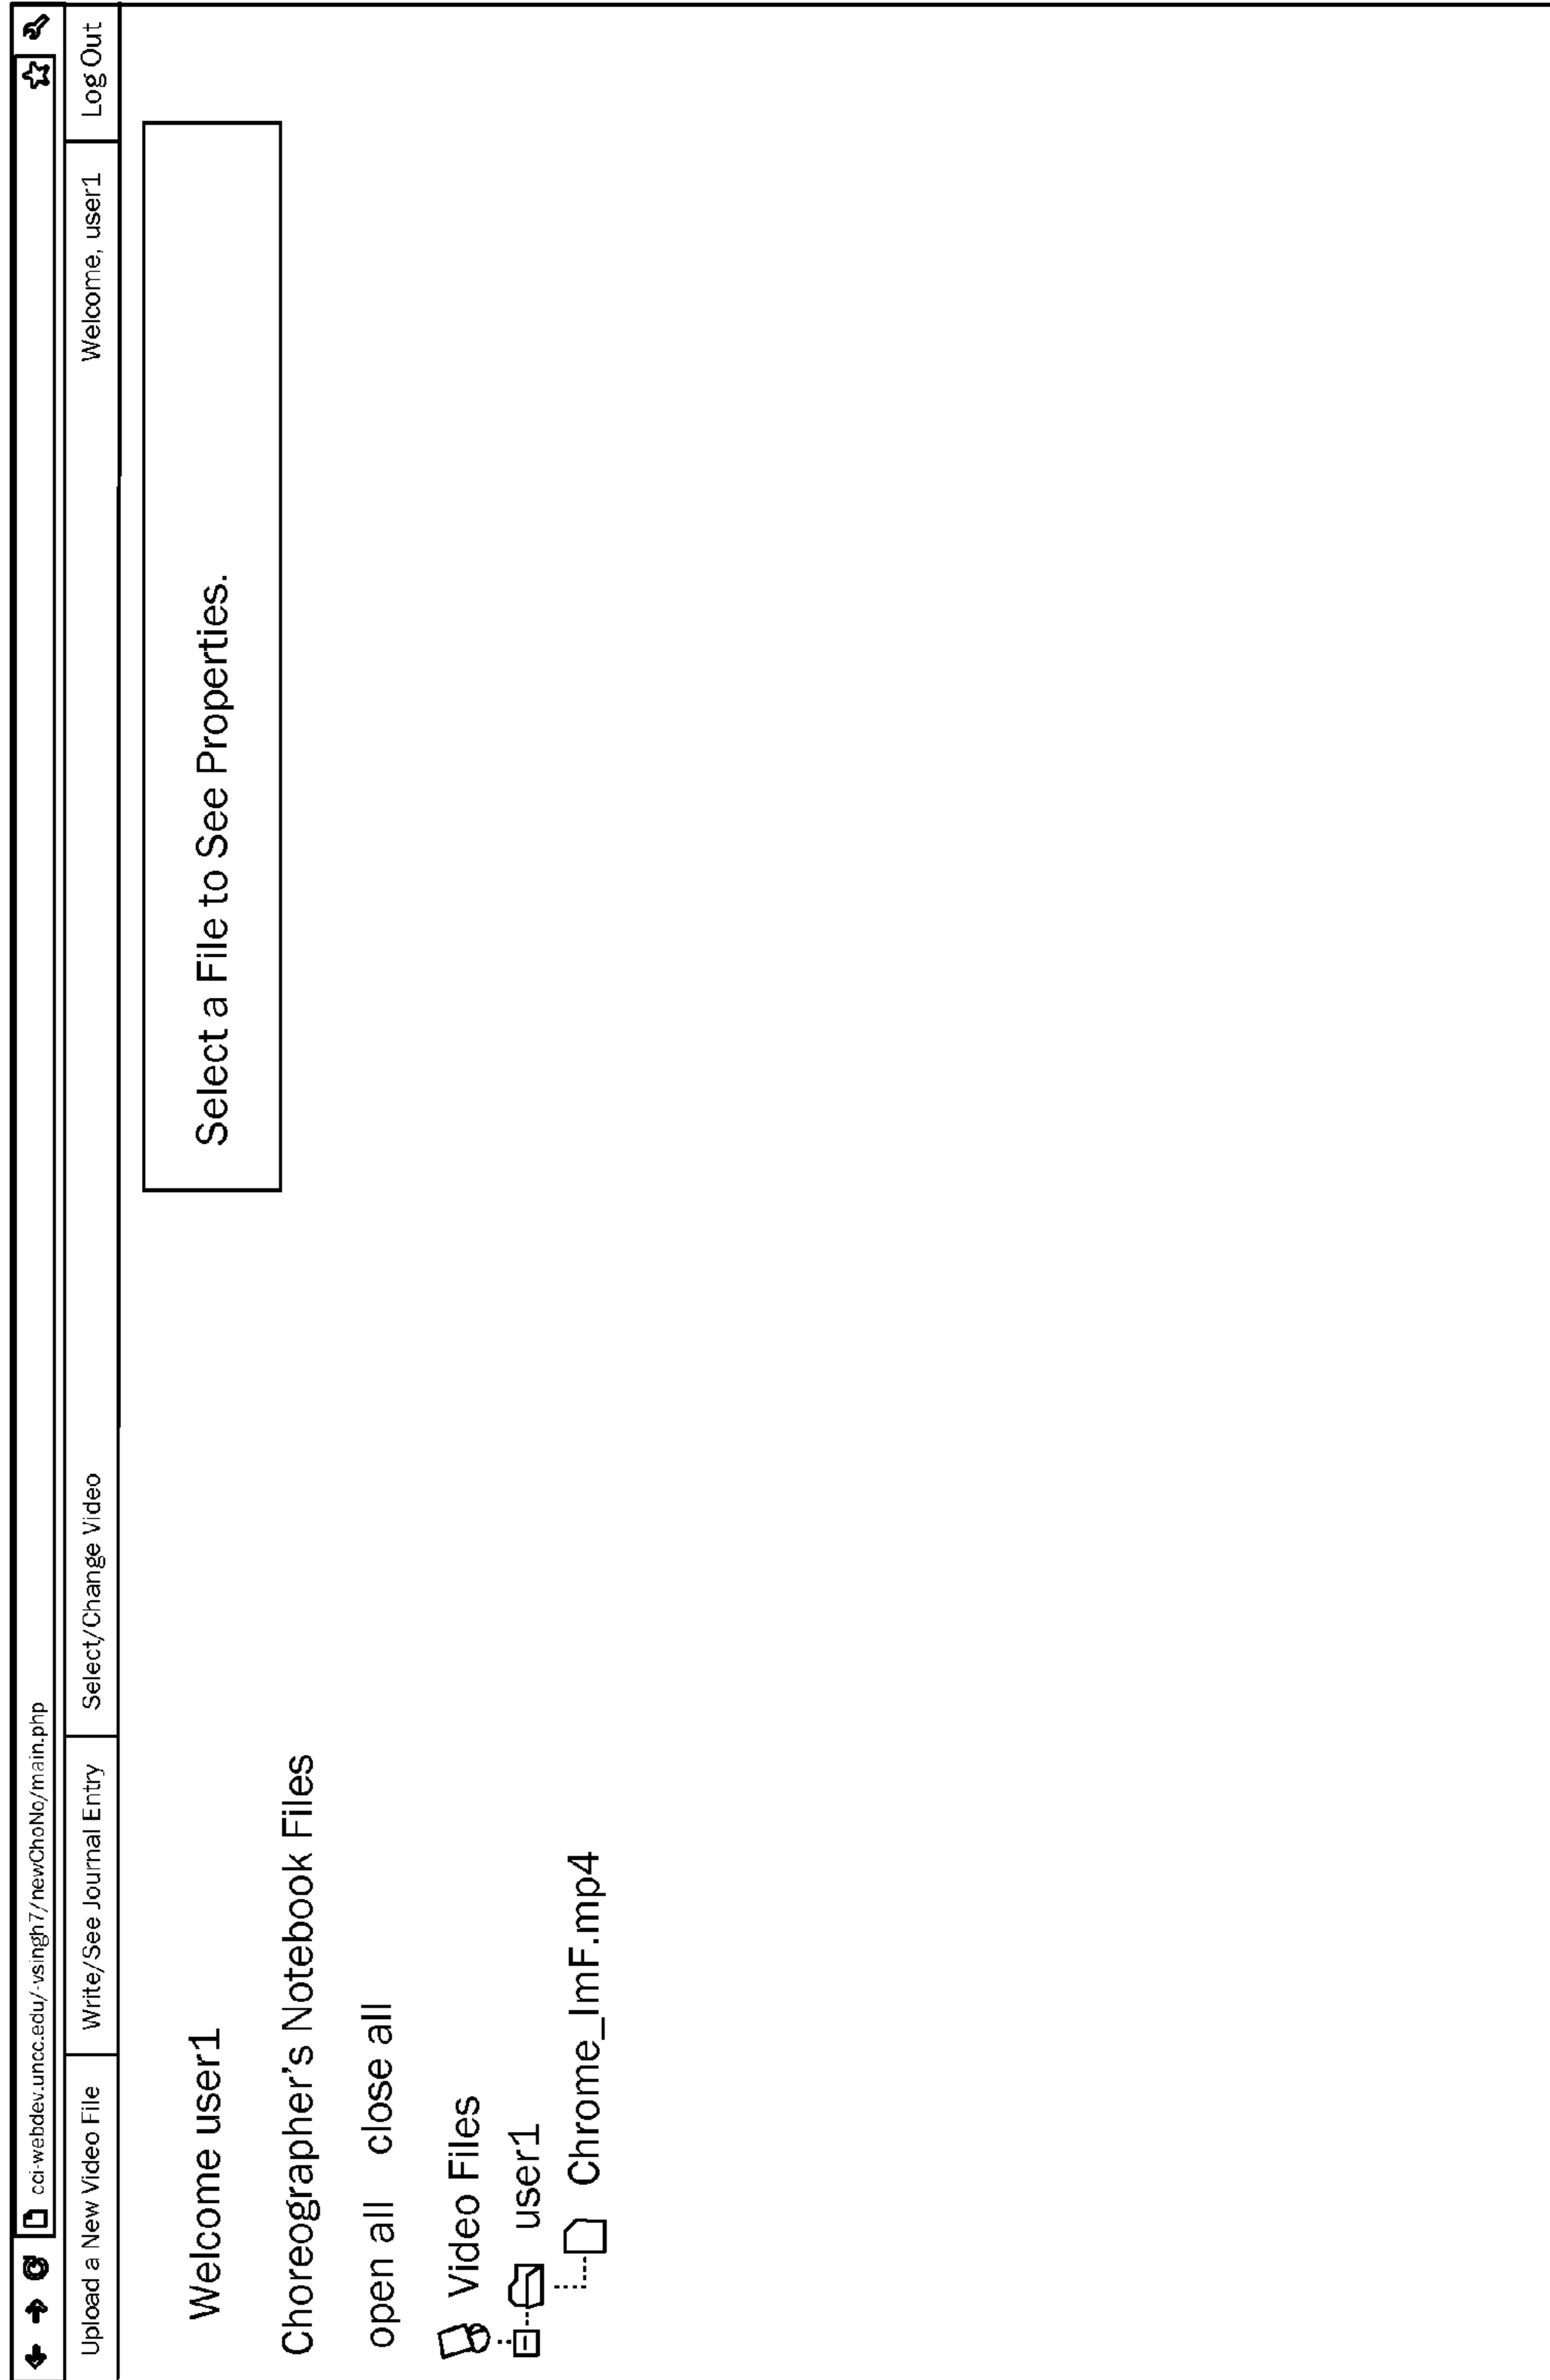 cci-webdev.uncc.edu/-vsingh7/newChoNo/main.php
Upload a New Video File Write/See Journal Entry Select/Change Video Welcome, user1 Log Out
Welcome user1
Select a File to See Properties.
Choreographer's Notebook Files
open all close all
Video Files
user1
Chrome_ImF.mp4